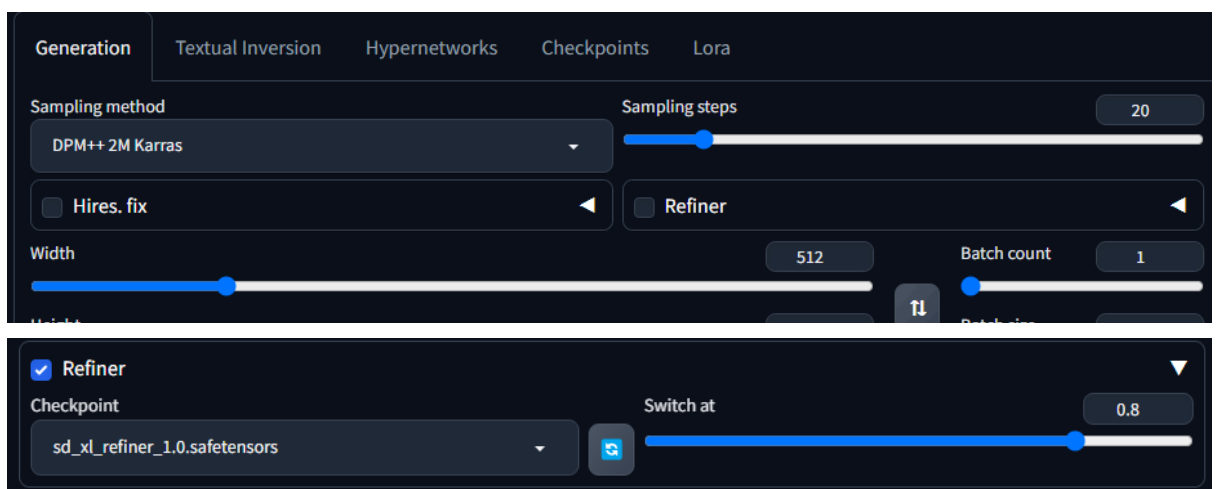 Generation Textual Inversion Hypernetworks Checkpoints Lora
Sampling method Sampling steps 20
DPM++ 2M Karras
Hires. fix Refiner
Width 512 Batch count 1
Refiner
Checkpoint Switch at 0.8
sd_xl_refiner_1.0.safetensors